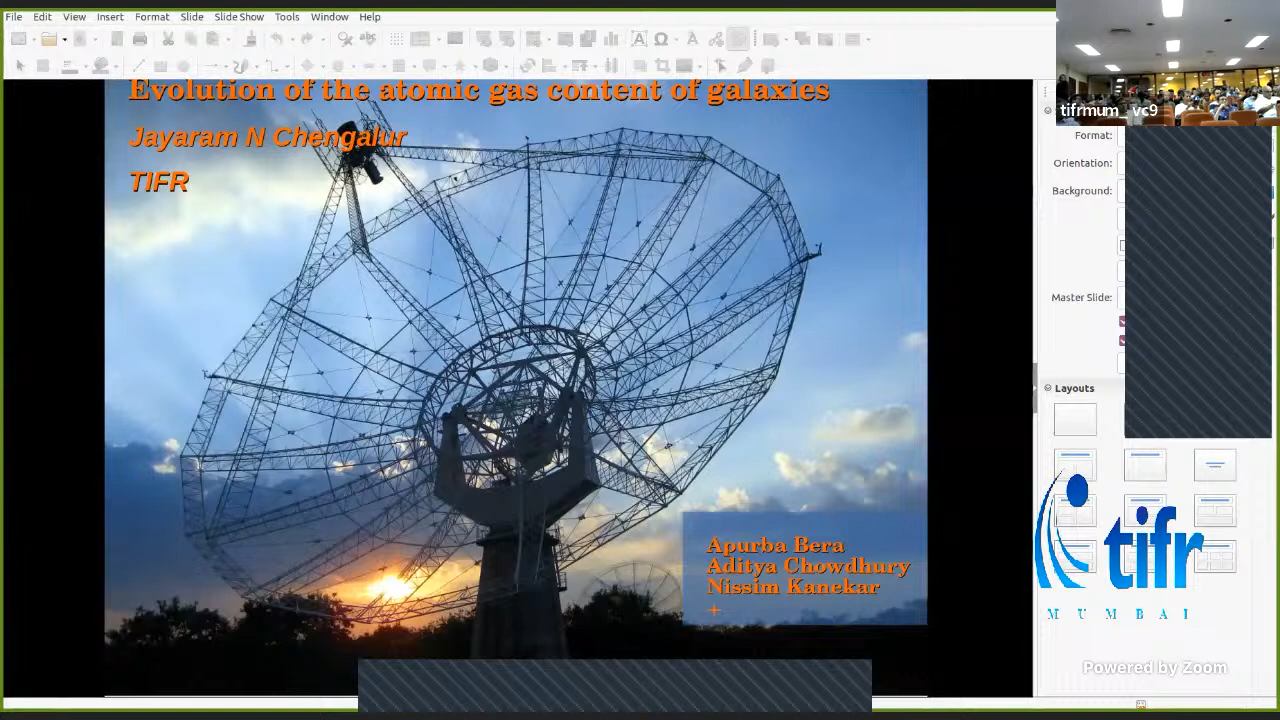 File Edit View Insert Format Slide Slide Show Tools Window Help
tifrmum - vc9
Evolution of the atomic gas content of galaxies
Jayaram N Chengalur
TIFR
Format:
Orientation:
Background:
Master Slide:
Layouts
Apurba Bera
Aditya Chowdhury
Nissim Kanekar
+
tifr
M U M B A I
Powered by Zoom